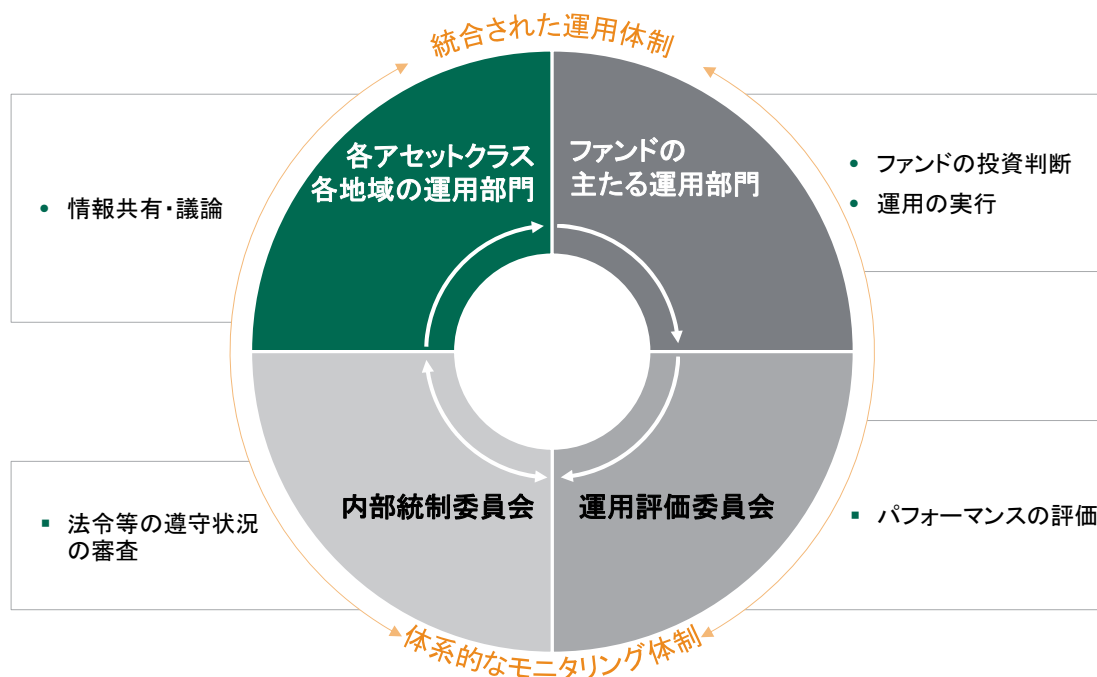 統合された運用体制
各アセットクラス
各地域の運用部門
ファンドの
主たる運用部門
• 情報共有・議論
• ファンドの投資判断
• 運用の実行
内部統制委員会
運用評価委員会
▪ 法令等の遵守状況
の審査
▪ パフォーマンスの評価
体系的なモニタリング体制